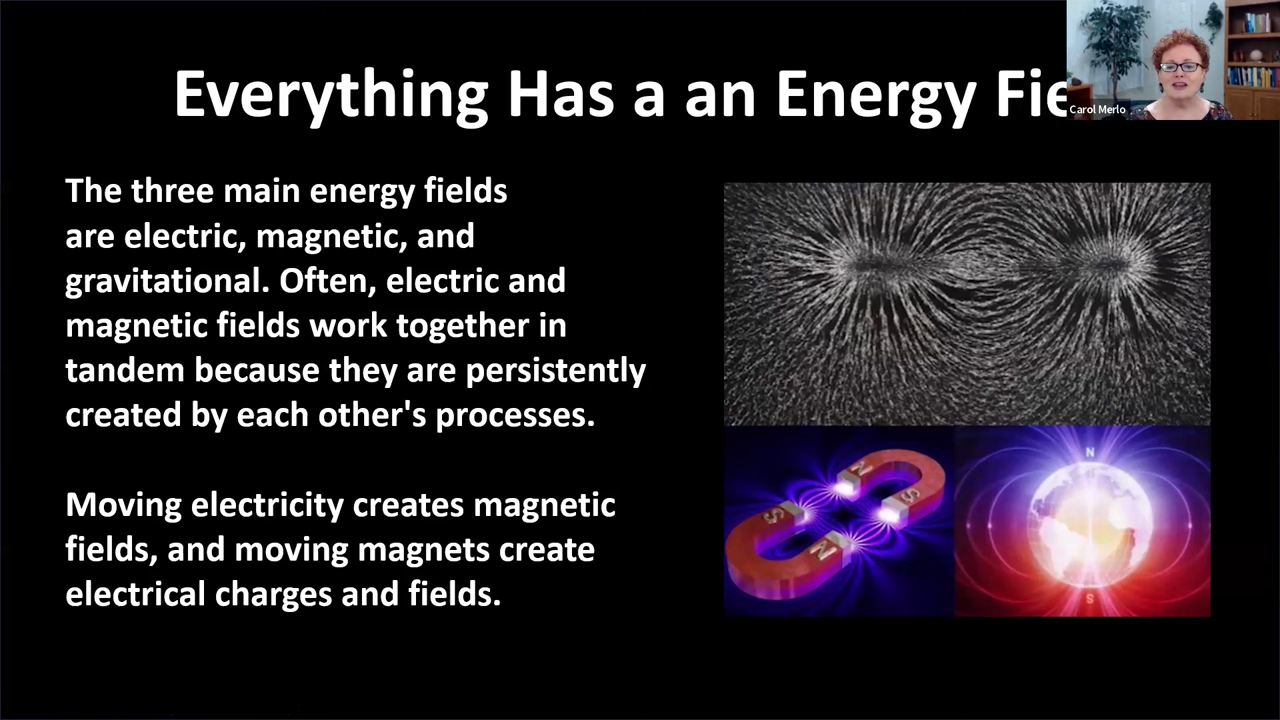 Everything Has a an Energy Fie
Carol Merlo
The three main energy fields
are electric, magnetic, and
gravitational. Often, electric and
magnetic fields work together in
tandem because they are persistently
created by each other's processes.
Moving electricity creates magnetic
fields, and moving magnets create
electrical charges and fields.
N
S
S
N
N
S